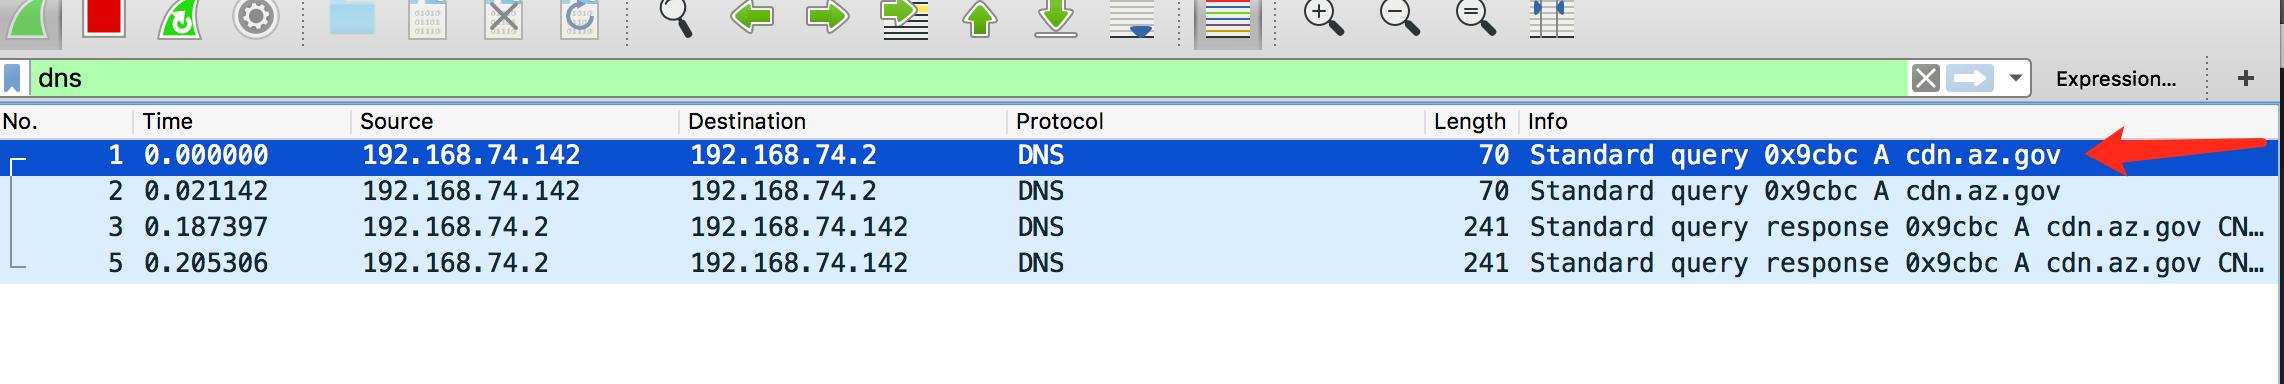 dns Expression… +
No. Time Source Destination Protocol Length Info
1 0.000000 192.168.74.142 192.168.74.2 DNS 70 Standard query 0x9cbc A cdn.az.gov
2 0.021142 192.168.74.142 192.168.74.2 DNS 70 Standard query 0x9cbc A cdn.az.gov
3 0.187397 192.168.74.2 192.168.74.142 DNS 241 Standard query response 0x9cbc A cdn.az.gov CN…
5 0.205306 192.168.74.2 192.168.74.142 DNS 241 Standard query response 0x9cbc A cdn.az.gov CN…